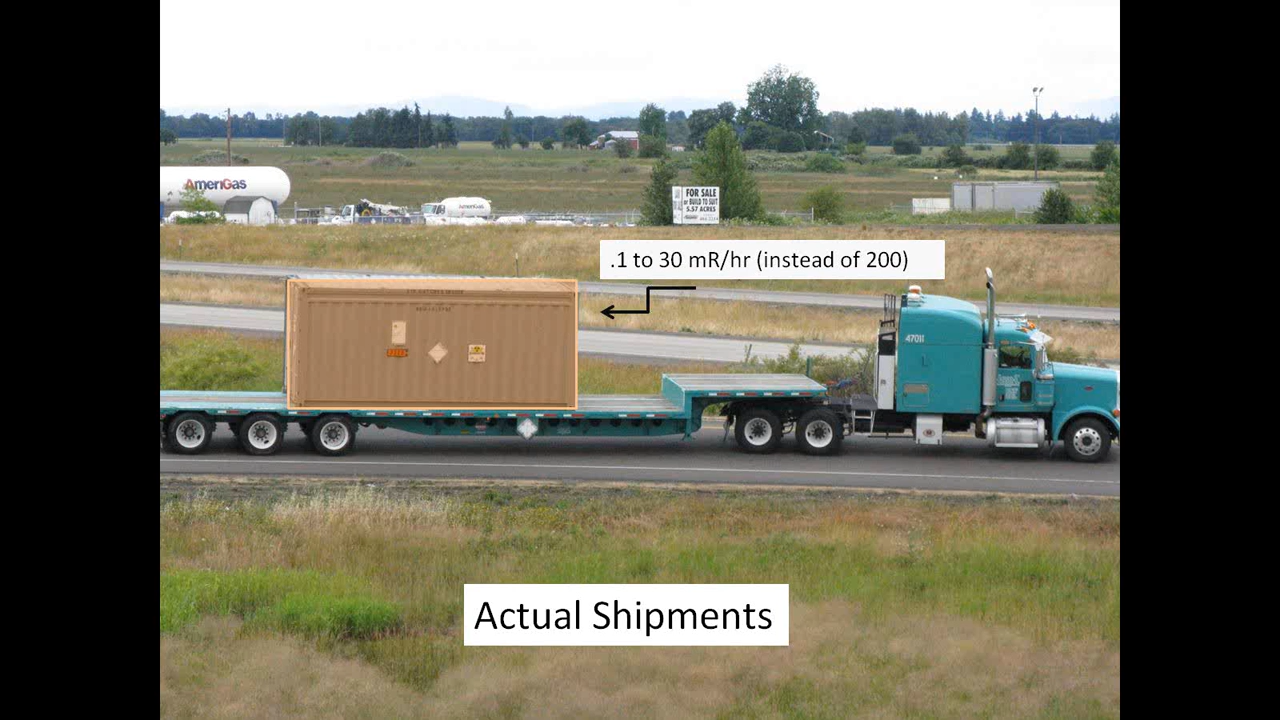 AmeriGas
AmeriGas
FOR SALE
or BUILD TO SUIT
5.57 ACRES
.1 to 30 mR/hr (instead of 200)
47011
Actual Shipments